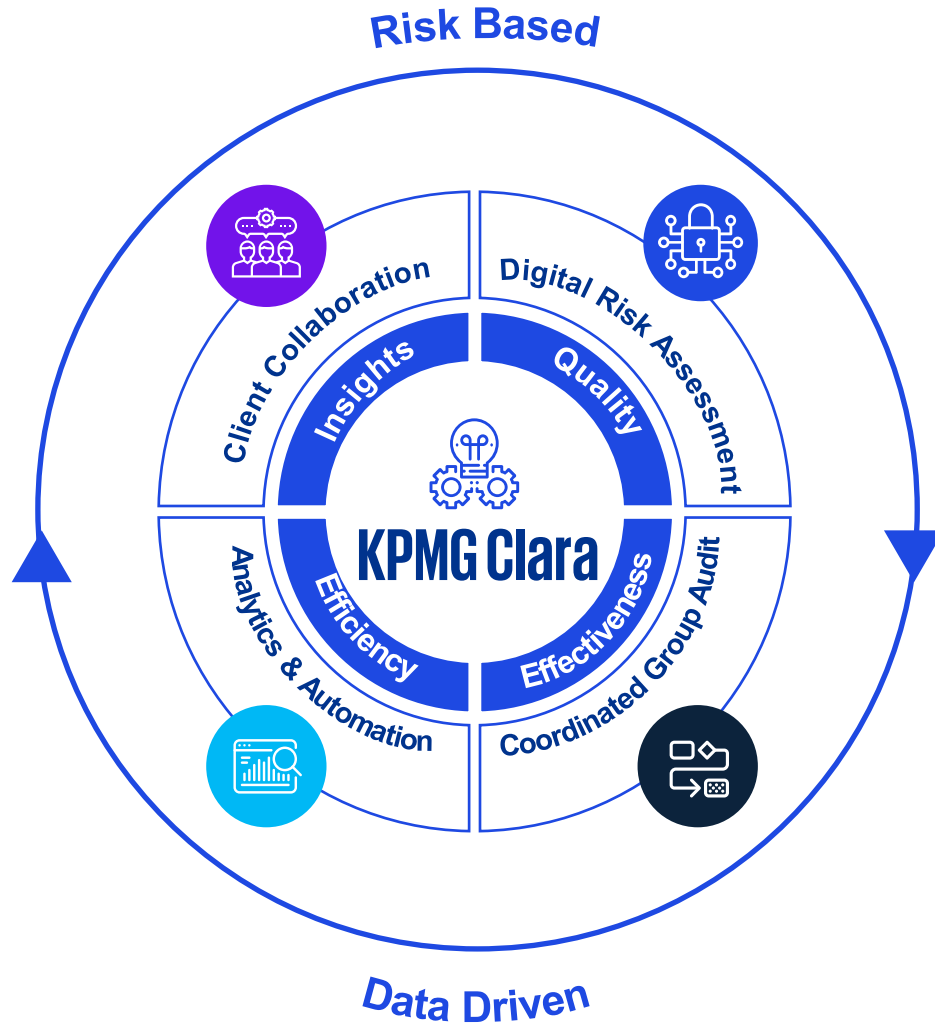 Risk Based
Client Collaboration
Digital Risk Assessment
Insights
Quality
KPMG Clara
Efficiency
Effectiveness
Analytics & Automation
Coordinated Group Audit
Data Driven